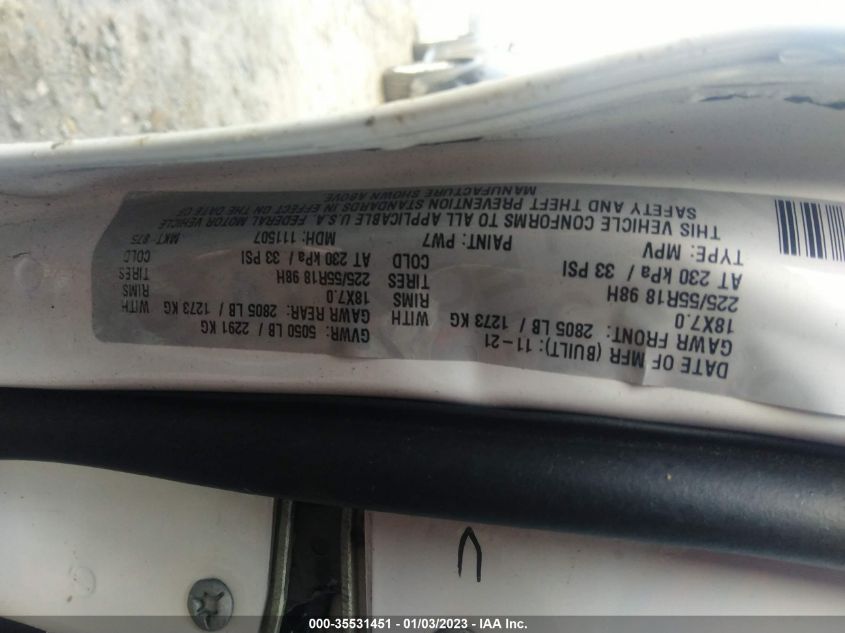 DATE OF MFR (BUILT): 11-21 GVWR: 5050 LB / 2291 KG
GAWR FRONT: 2805 LB / 1273 KG WITH GAWR REAR: 2805 LB / 1273 KG WITH
18X7.0 RIMS 18X7.0 RIMS
225/55R18 98H TIRES 225/55R18 98H TIRES
AT 230 kPa / 33 PSI COLD AT 230 kPa / 33 PSI COLD
TYPE: MPV PAINT: PW7 MDH: 111507 MKT: 875
THIS VEHICLE CONFORMS TO ALL APPLICABLE U.S.A. FEDERAL MOTOR VEHICLE
SAFETY AND THEFT PREVENTION STANDARDS IN EFFECT ON THE DATE OF
MANUFACTURE SHOWN ABOVE
000-35531451 - 01/03/2023 - IAA Inc.